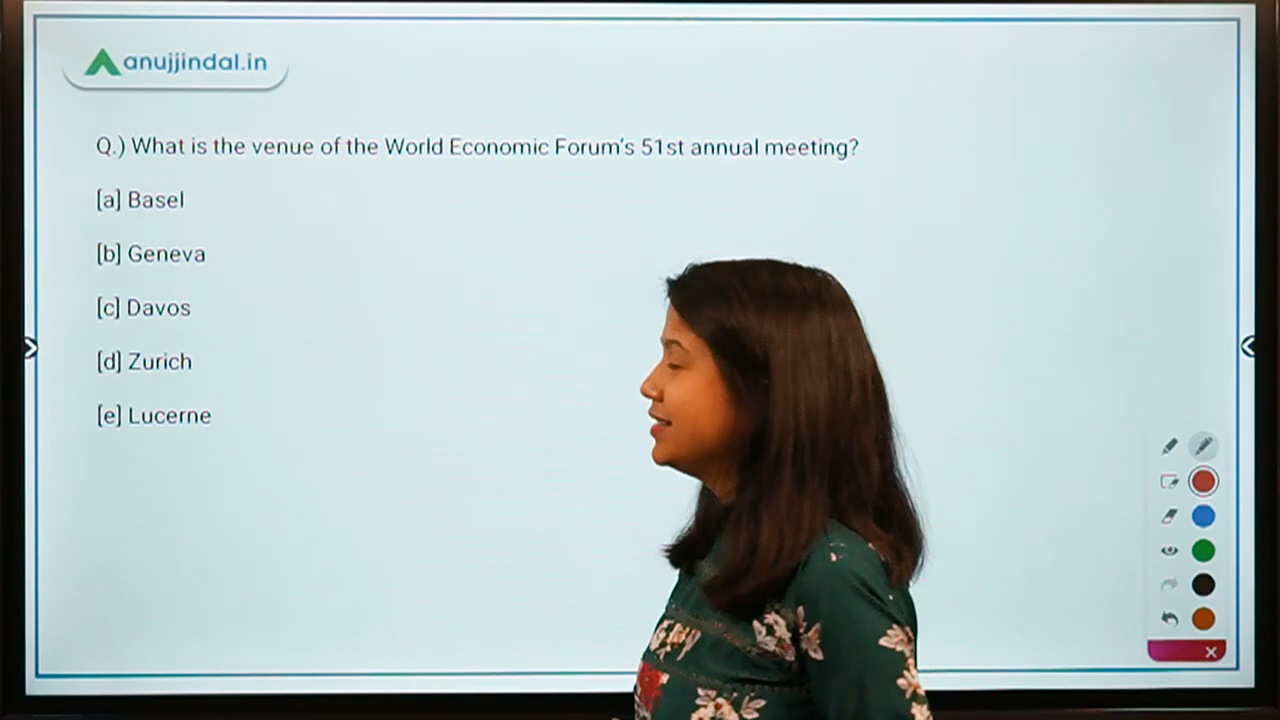 anujjindal.in
Q.) What is the venue of the World Economic Forum's 51st annual meeting?
[a] Basel
[b] Geneva
[c] Davos
[d] Zurich
[e] Lucerne